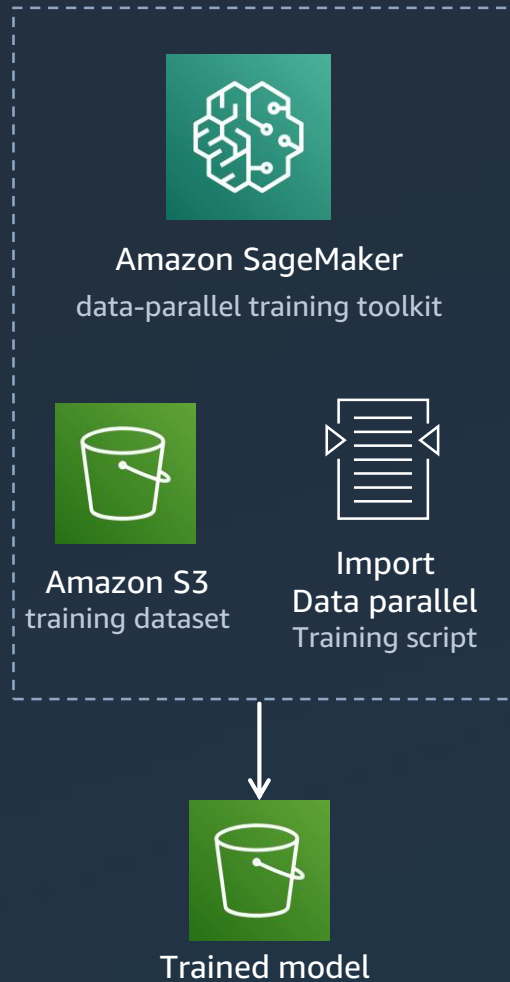 Amazon SageMaker
data-parallel training toolkit
Amazon S3
training dataset
Import
Data parallel
Training script
Trained model